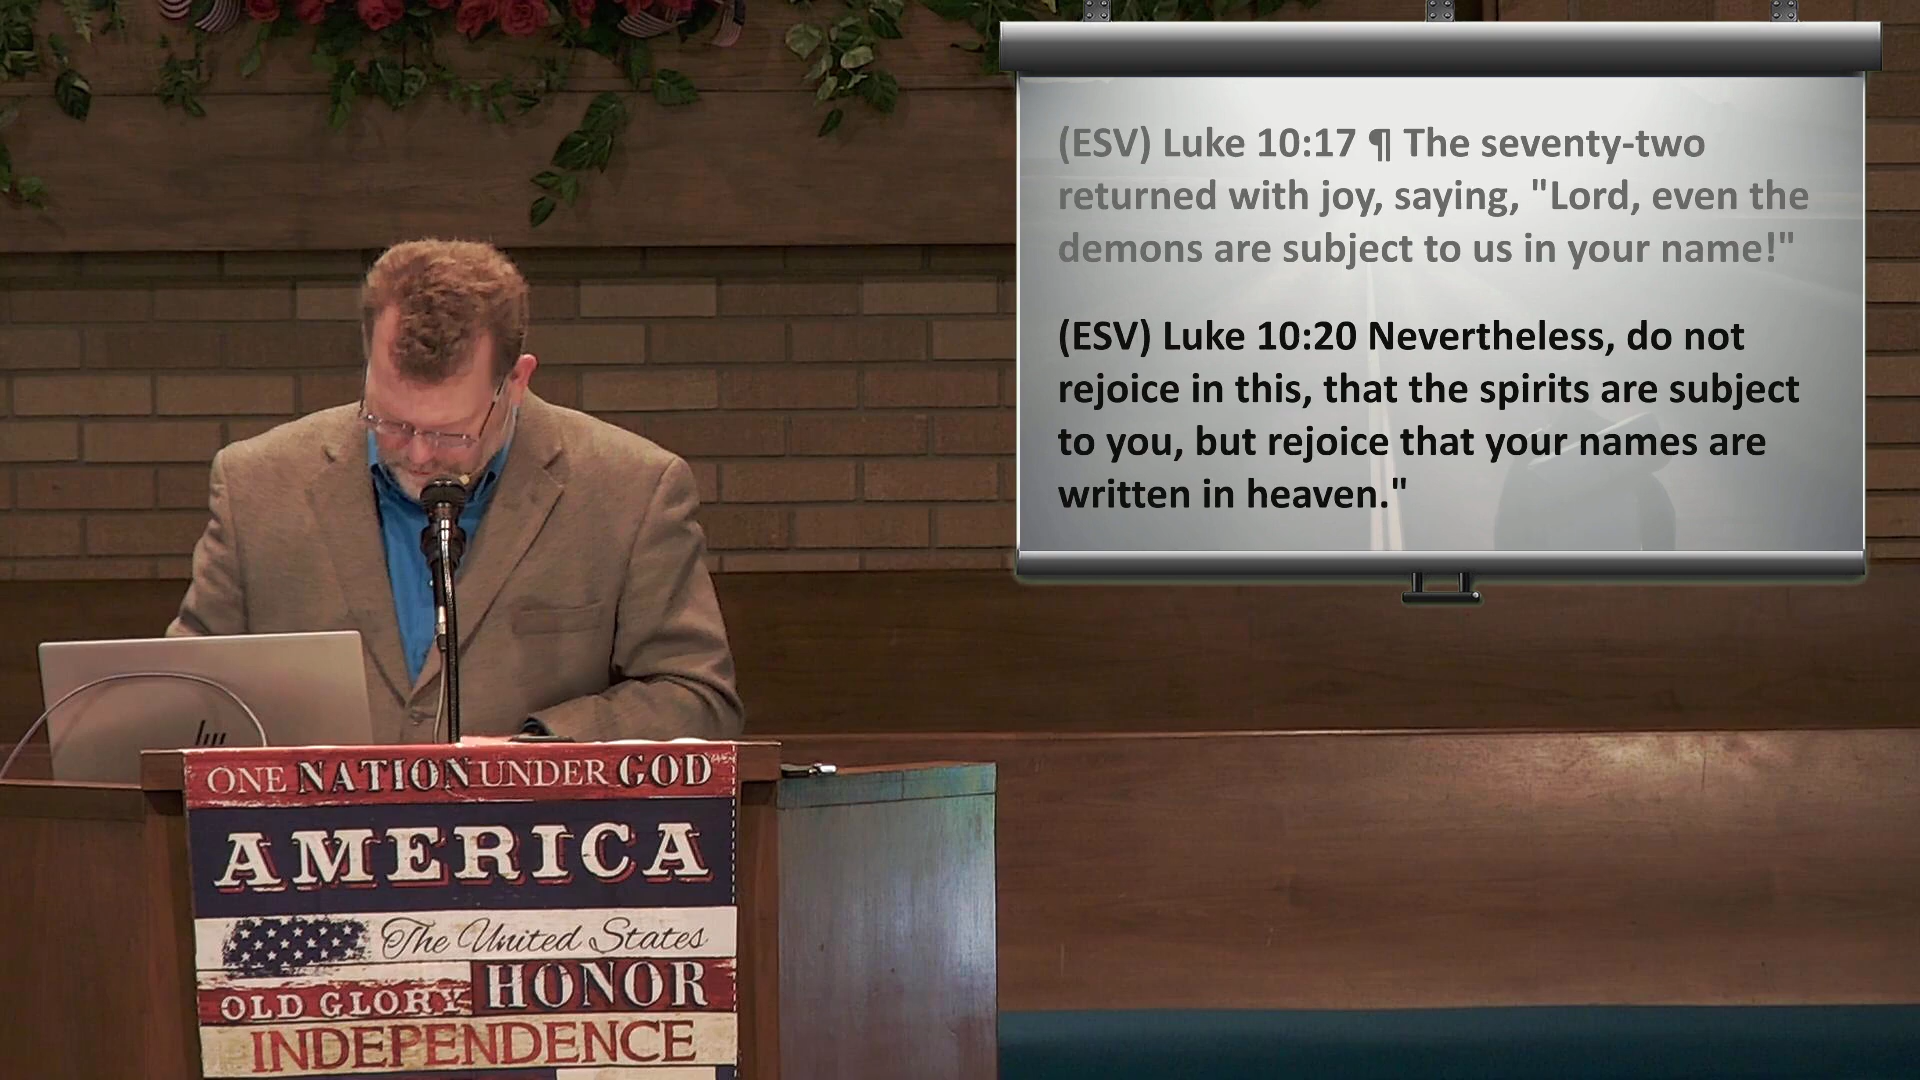 (ESV) Luke 10:17 ¶ The seventy-two
returned with joy, saying, "Lord, even the
demons are subject to us in your name!"
(ESV) Luke 10:20 Nevertheless, do not
rejoice in this, that the spirits are subject
to you, but rejoice that your names are
written in heaven."
hp
ONE NATION UNDER GOD
AMERICA
The United States
OLD GLORY HONOR
INDEPENDENCE